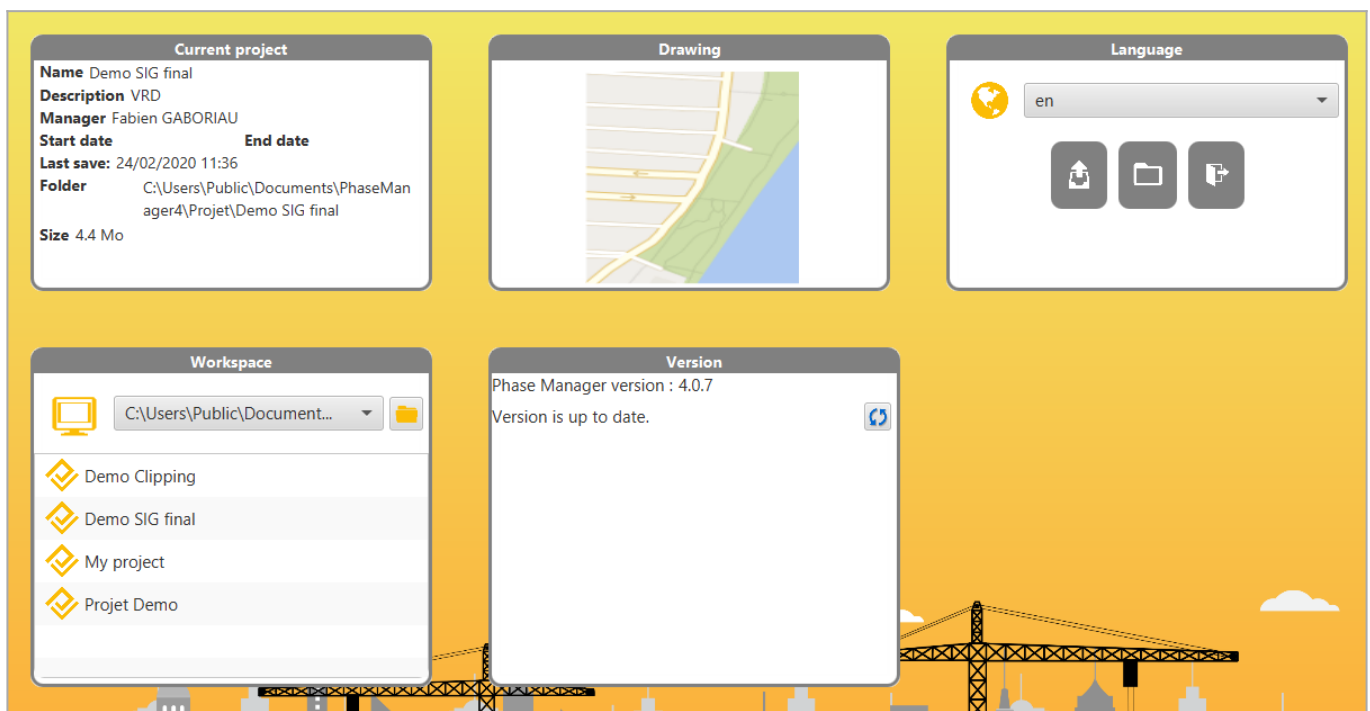 Current project
Name Demo SIG final
Description VRD
Manager Fabien GABORIAU
Start date End date
Last save: 24/02/2020 11:36
Folder C:\Users\Public\Documents\PhaseMan
ager4\Projet\Demo SIG final
Size 4.4 Mo
Drawing
Language
en
Workspace
C:\Users\Public\Document...
Demo Clipping
Demo SIG final
My project
Projet Demo
Version
Phase Manager version : 4.0.7
Version is up to date.